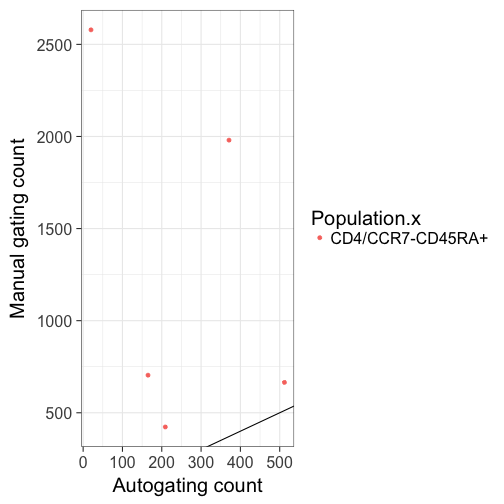 2500
2000
1500
1000
500
Manual gating count
0 100 200 300 400 500
Autogating count
Population.x
CD4/CCR7-CD45RA+